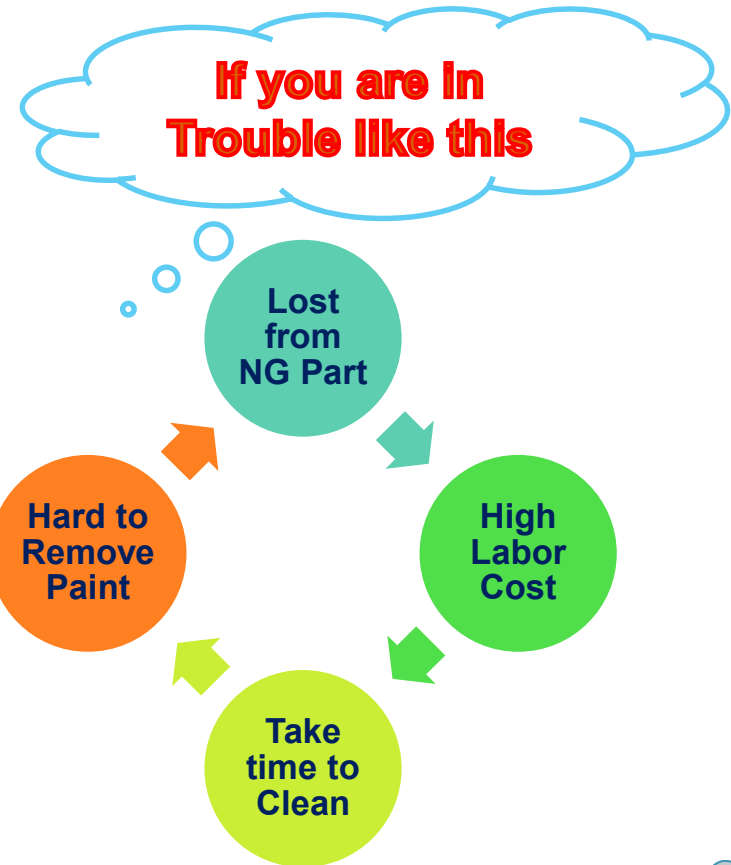 If you are in
Trouble like this
Lost
from
NG Part
High
Labor
Cost
Take
time to
Clean
Hard to
Remove
Paint